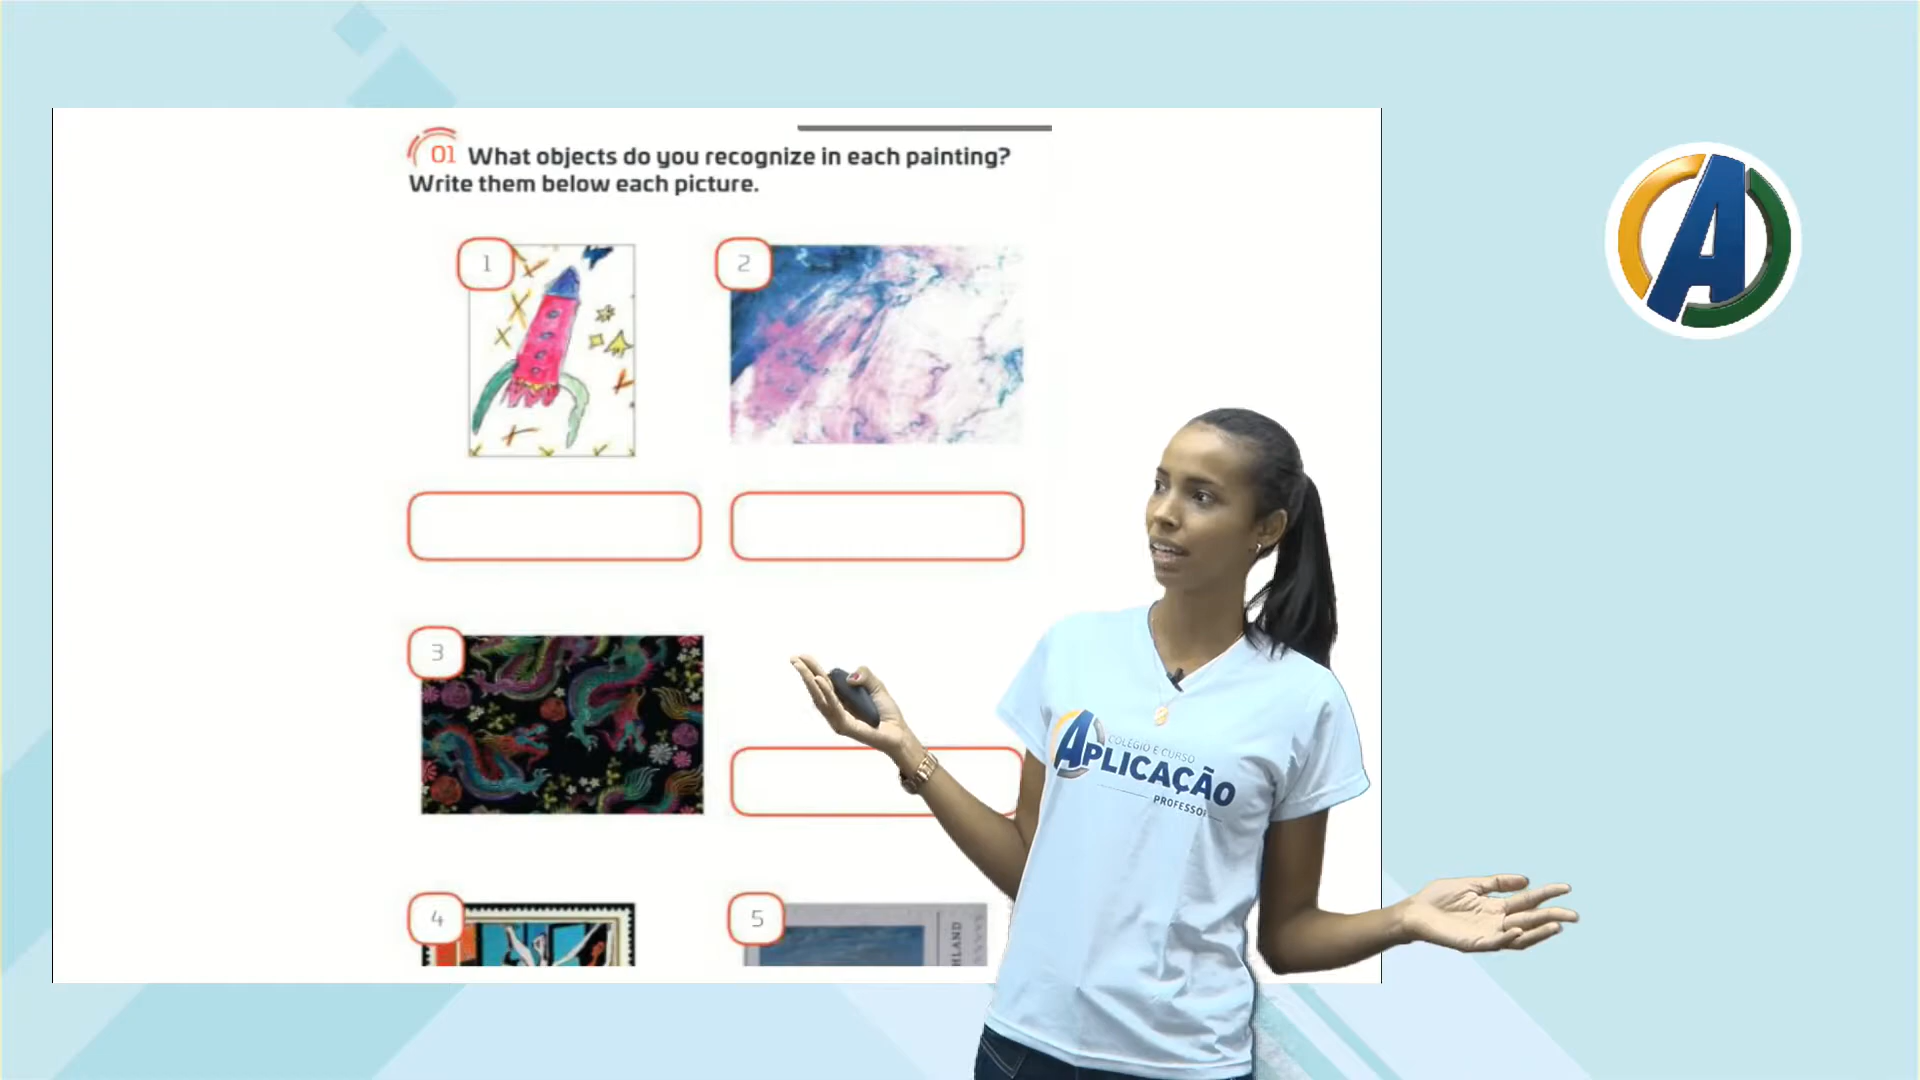 01 What objects do you recognize in each painting?
Write them below each picture.
1
2
3
4
5
HLAND
A
COLÉGIO E CURSO
APLICAÇÃO
PROFESSOR